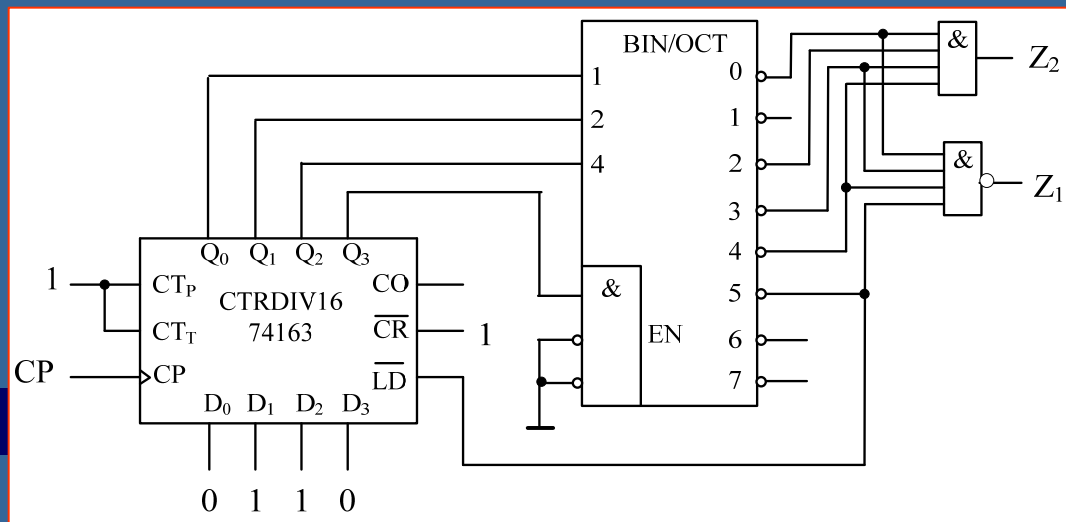 BIN/OCT
1
2
4
0
1
2
3
4
5
6
7
&
EN
&
Z2
&
Z1
Q0 Q1 Q2 Q3
1
CTP
CTT
CP
CP
CTRDIV16
74163
CO
CR
1
LD
D0 D1 D2 D3
0 1 1 0